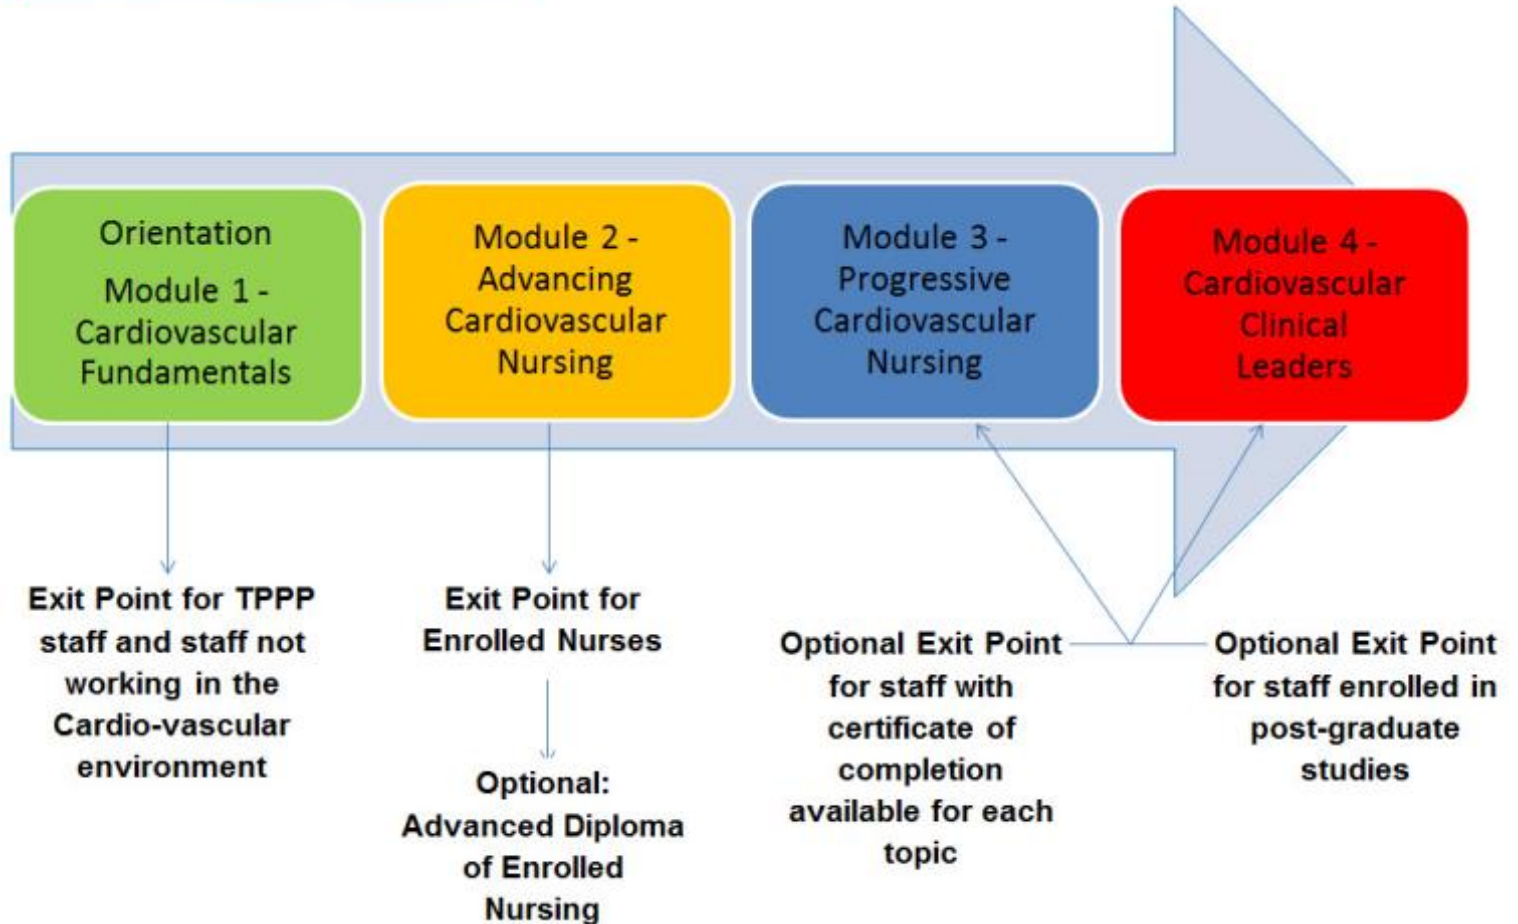 Orientation
Module 1 -
Cardiovascular
Fundamentals
Module 2 -
Advancing
Cardiovascular
Nursing
Module 3 -
Progressive
Cardiovascular
Nursing
Module 4 -
Cardiovascular
Clinical
Leaders
Exit Point for TPPP
staff and staff not
working in the
Cardio-vascular
environment
Exit Point for
Enrolled Nurses
Optional:
Advanced Diploma
of Enrolled
Nursing
Optional Exit Point
for staff with
certificate of
completion
available for each
topic
Optional Exit Point
for staff enrolled in
post-graduate
studies